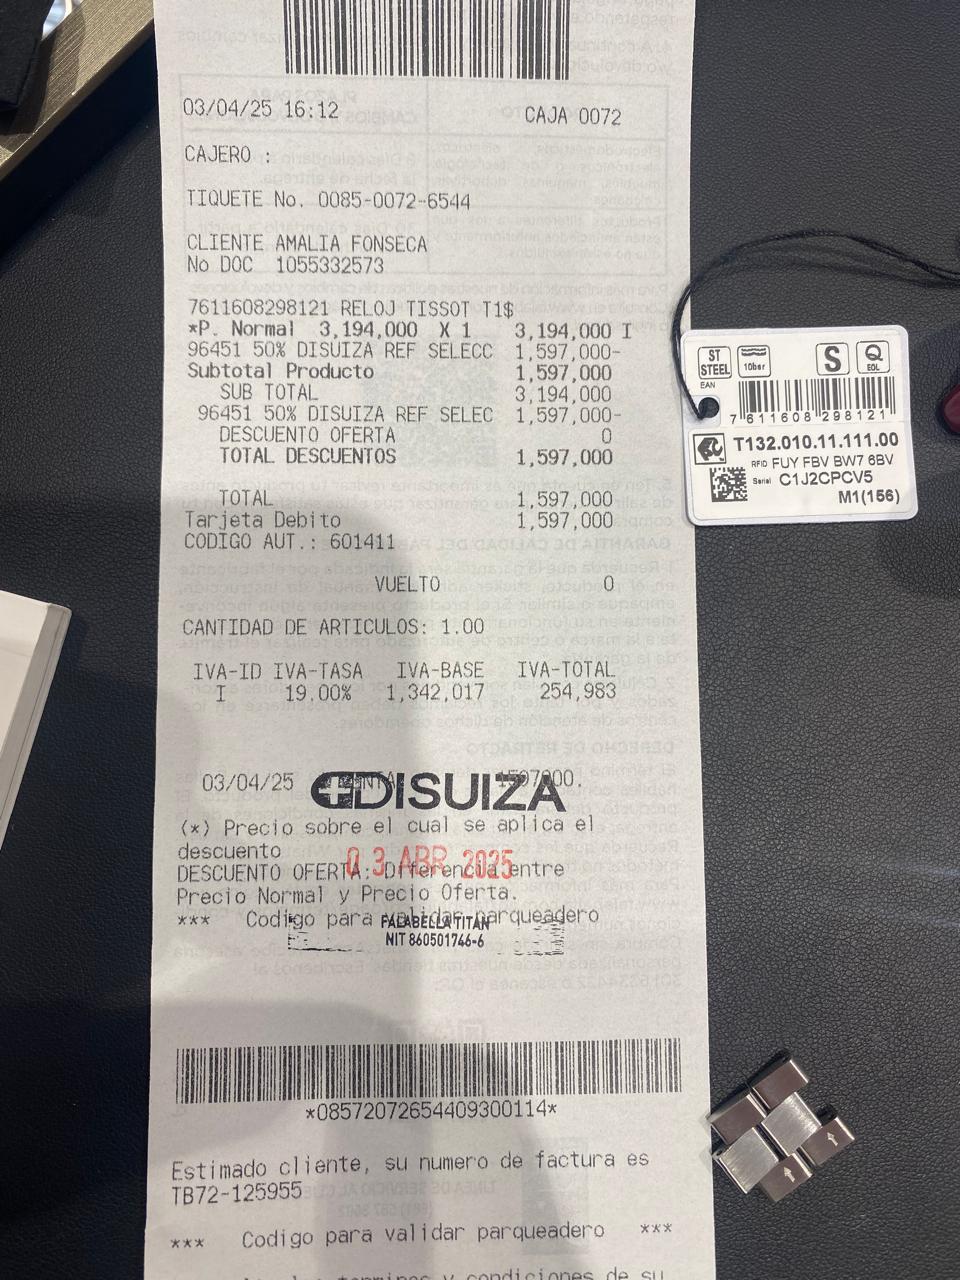 03/04/25 16:12 CAJA 0072
CAJERO :
TIQUETE No. 0085-0072-6544
CLIENTE AMALIA FONSECA
No DOC 1055332573
7611608298121 RELOJ TISSOT T1$
*P. Normal 3,194,000 X 1 3,194,000 I
96451 50% DISUIZA REF SELECC 1,597,000-
Subtotal Producto 1,597,000
SUB TOTAL 3,194,000
96451 50% DISUIZA REF SELEC 1,597,000-
DESCUENTO OFERTA 0
TOTAL DESCUENTOS 1,597,000
TOTAL 1,597,000
Tarjeta Debito 1,597,000
CODIGO AUT.: 601411
VUELTO 0
CANTIDAD DE ARTICULOS: 1.00
IVA-ID IVA-TASA IVA-BASE IVA-TOTAL
I 19.00% 1,342,017 254,983
03/04/25
DISUIZA
(*) Precio sobre el cual se aplica el
descuento
03 ABR 2025
DESCUENTO OFERTA: Diferencia entre
Precio Normal y Precio Oferta.
*** Codigo para validar parqueadero
FALABELLA TITAN
NIT 860501746-6
*08572072654409300114*
Estimado cliente, su numero de factura es
TB72-125955
*** Codigo para validar parqueadero ***
condiciones de su
ST
STEEL
10bar
S
Q
EOL
EAN
7 611608 298121
T132.010.11.111.00
RFID FUY FBV BW7 6BV
Serial C1J2CPCV5
M1(156)